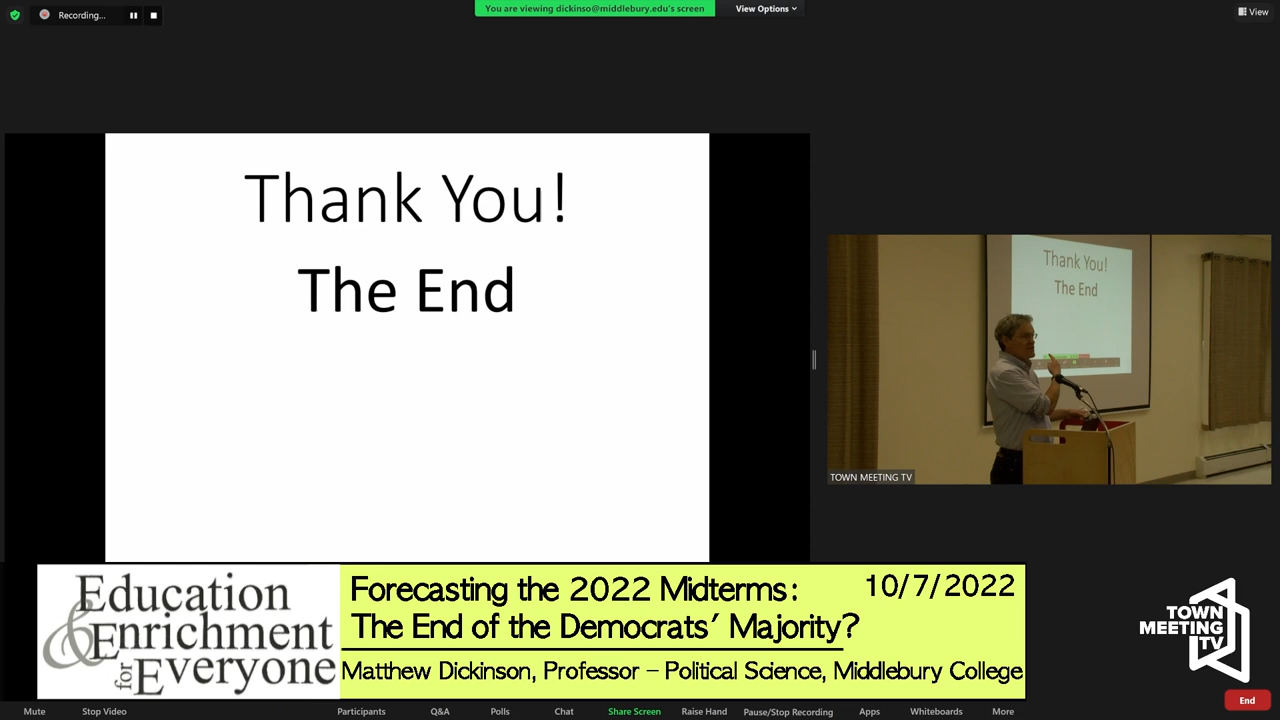 Recording...
You are viewing dickinso@middlebury.edu's screen
View Options
View
Thank You!
The End
Thank You!
The End
TOWN MEETING TV
Education
& Enrichment
for Everyone
Forecasting the 2022 Midterms:
10/7/2022
The End of the Democrats' Majority?
Matthew Dickinson, Professor – Political Science, Middlebury College
TOWN
MEETING
TV
Mute
Stop Video
Participants
Q&A
Polls
Chat
Share Screen
Raise Hand
Pause/Stop Recording
Apps
Whiteboards
More
End